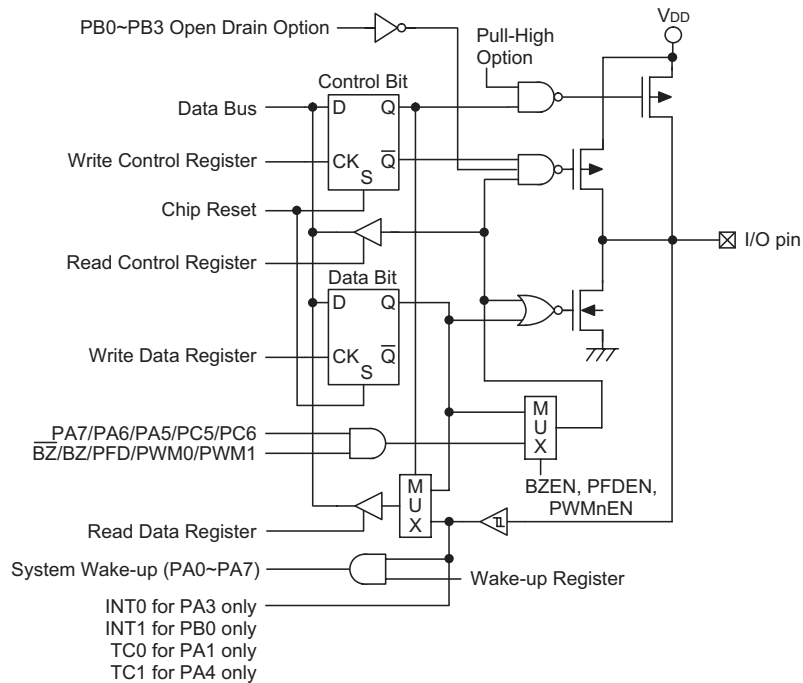 PB0~PB3 Open Drain Option
VDD
Pull-High
Option
Control Bit
Data Bus
D
Q
Write Control Register
CK
Q̅
S
Chip Reset
I/O pin
Read Control Register
Data Bit
D
Q
Write Data Register
CK
Q̅
S
M
U
X
PA7/PA6/PA5/PC5/PC6
B̅Z̅/BZ/PFD/PWM0/PWM1
BZEN, PFDEN,
PWMnEN
M
U
X
Read Data Register
System Wake-up (PA0~PA7)
Wake-up Register
INT0 for PA3 only
INT1 for PB0 only
TC0 for PA1 only
TC1 for PA4 only